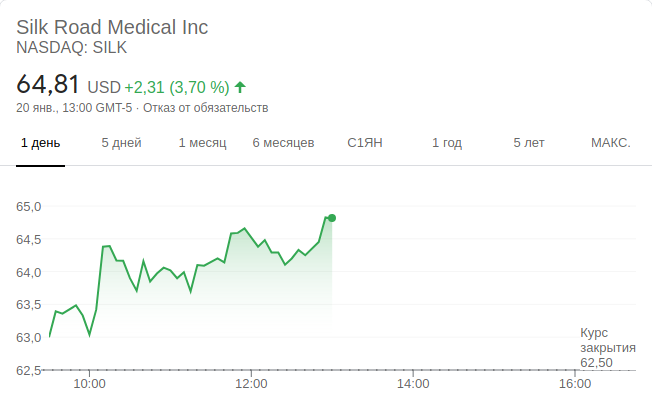 Silk Road Medical Inc
NASDAQ: SILK
64,81 USD +2,31 (3,70 %)
20 янв., 13:00 GMT-5 · Отказ от обязательств
1 день 5 дней 1 месяц 6 месяцев С1ЯН 1 год 5 лет МАКС.
65,0
64,5
64,0
63,5
63,0
Курс
закрытия
62,50
62,5
10:00 12:00 14:00 16:00